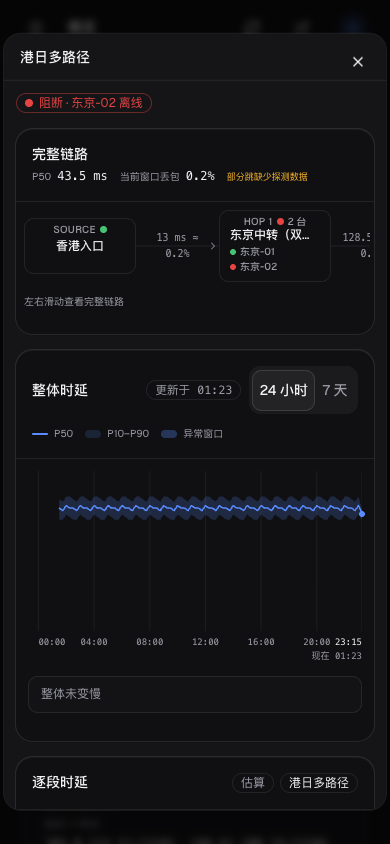 港日多路径
阻断 · 东京-02 离线
完整链路
P50 43.5 ms 当前窗口丢包 0.2% 部分跳缺少探测数据
SOURCE
香港入口
13 ms ≈
0.2%
HOP 1 2 台
东京中转（双...
东京-01
东京-02
128.5
0.
左右滑动查看完整链路
整体时延
更新于 01:23
24 小时
7 天
P50
P10–P90
异常窗口
00:00 04:00 08:00 12:00 16:00 20:00 23:15
现在 01:23
整体未变慢
逐段时延
估算
港日多路径